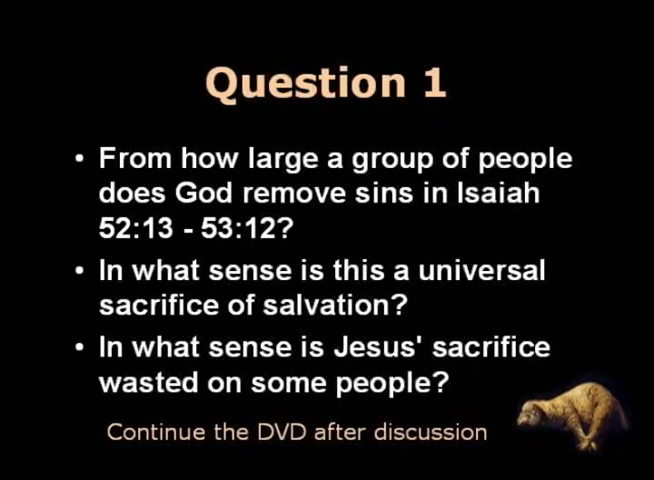 Question 1
• From how large a group of people
does God remove sins in Isaiah
52:13 - 53:12?
• In what sense is this a universal
sacrifice of salvation?
• In what sense is Jesus' sacrifice
wasted on some people?
Continue the DVD after discussion